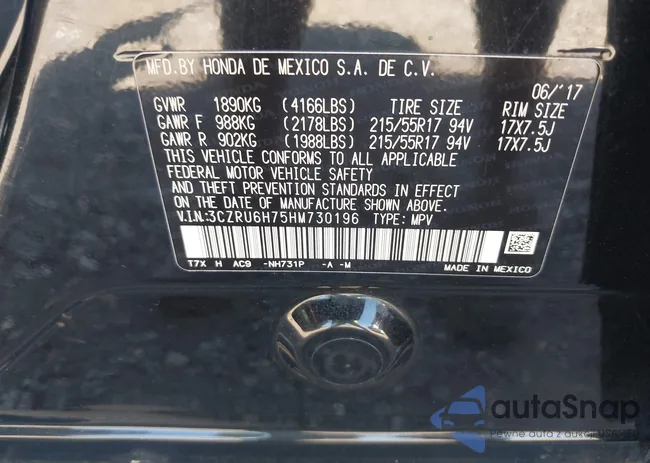 MFD.BY HONDA DE MEXICO S.A. DE C.V.
06/'17
GVWR 1890KG (4166LBS) TIRE SIZE RIM SIZE
GAWR F 988KG (2178LBS) 215/55R17 94V 17X7.5J
GAWR R 902KG (1988LBS) 215/55R17 94V 17X7.5J
THIS VEHICLE CONFORMS TO ALL APPLICABLE
FEDERAL MOTOR VEHICLE SAFETY
AND THEFT PREVENTION STANDARDS IN EFFECT
ON THE DATE OF MANUFACTURE SHOWN ABOVE.
V.I.N.:3CZRU6H75HM730196 TYPE: MPV
T7X H AC9 -NH731P -A -M
MADE IN MEXICO
autaSnap
Pewne auta z aukcji